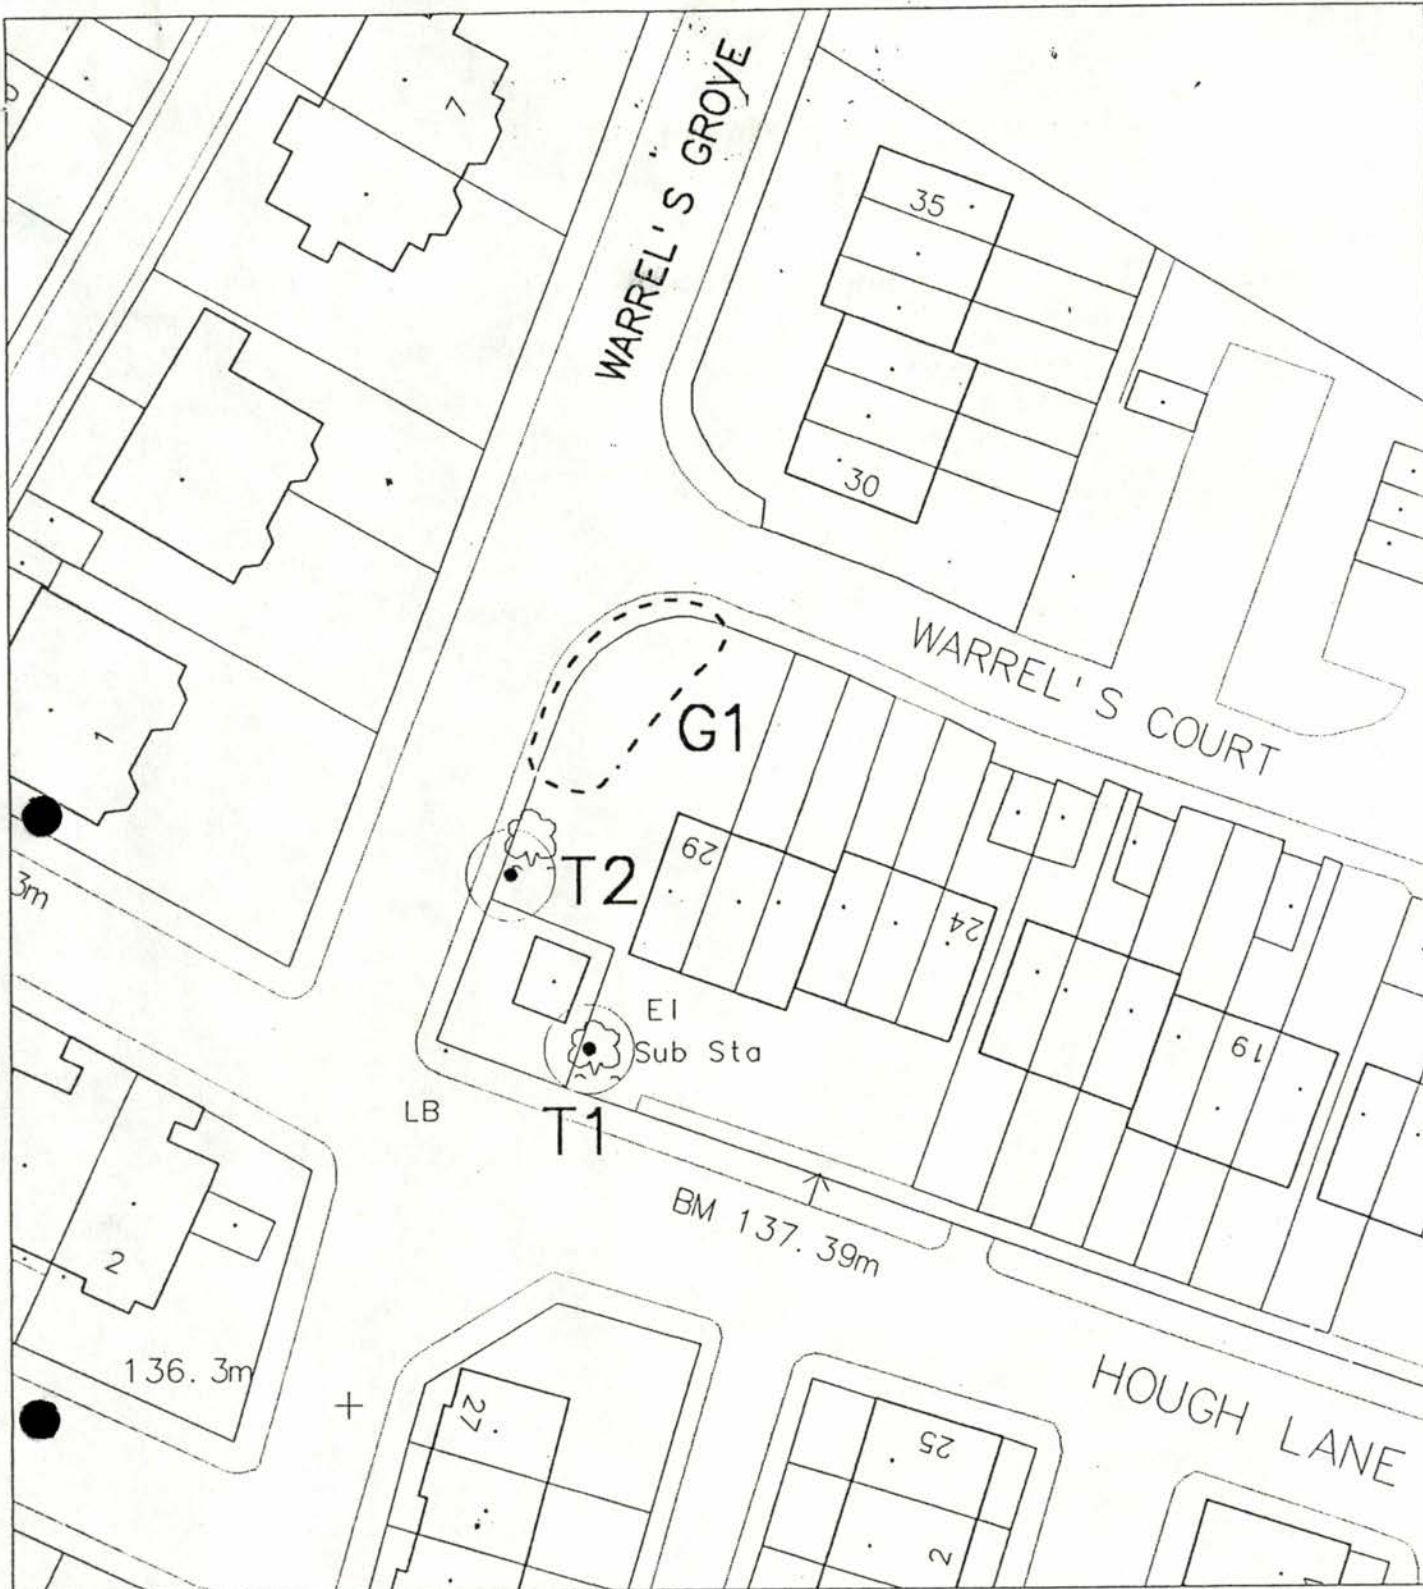 7
WARREL'S GROVE
35
30
WARREL'S COURT
G1
1
29
T2
24
3m
El
Sub Sta
19
LB
T1
BM 137.39m
2
136.3m
HOUGH LANE
27
25
2